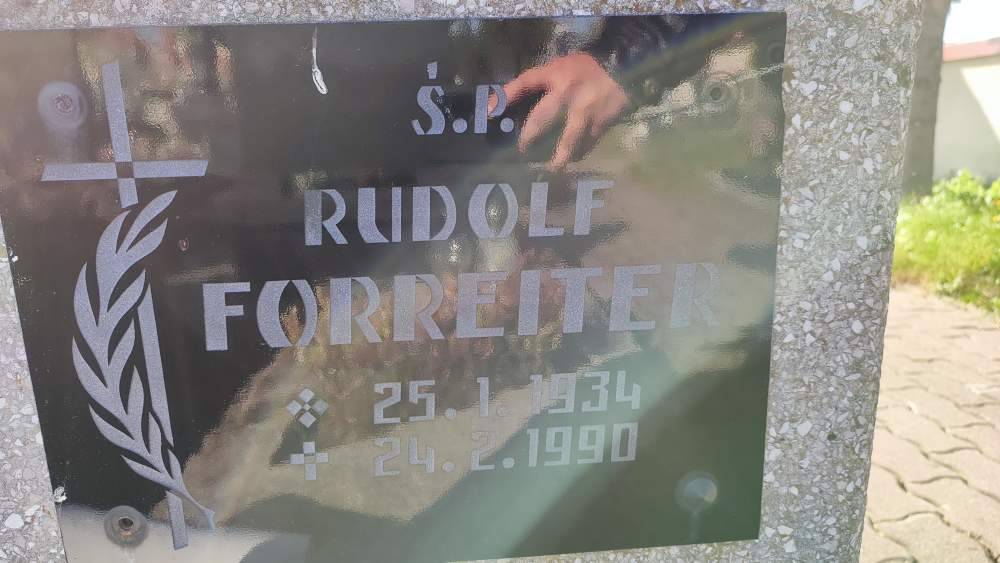 Ś.P.
RUDOLF
FORREITER
25.1.1934
24.2.1990